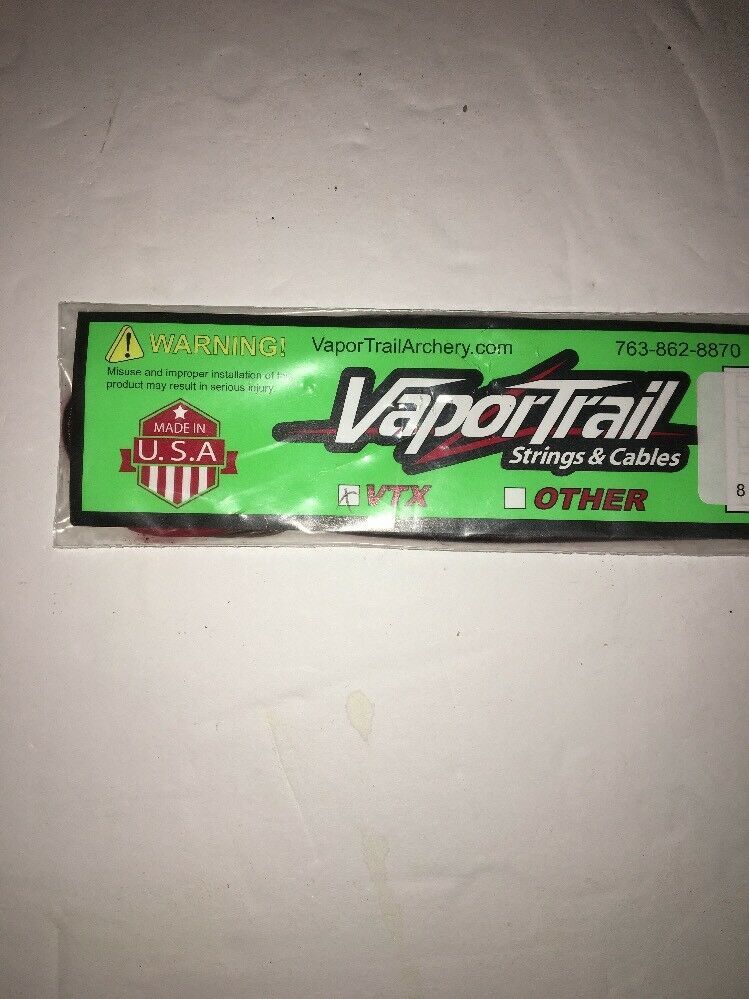 WARNING!
VaporTrailArchery.com
763-862-8870
Misuse and improper installation of
product may result in serious injury.
MADE IN
U.S.A
VaporTrail
Strings & Cables
VTX
OTHER
8